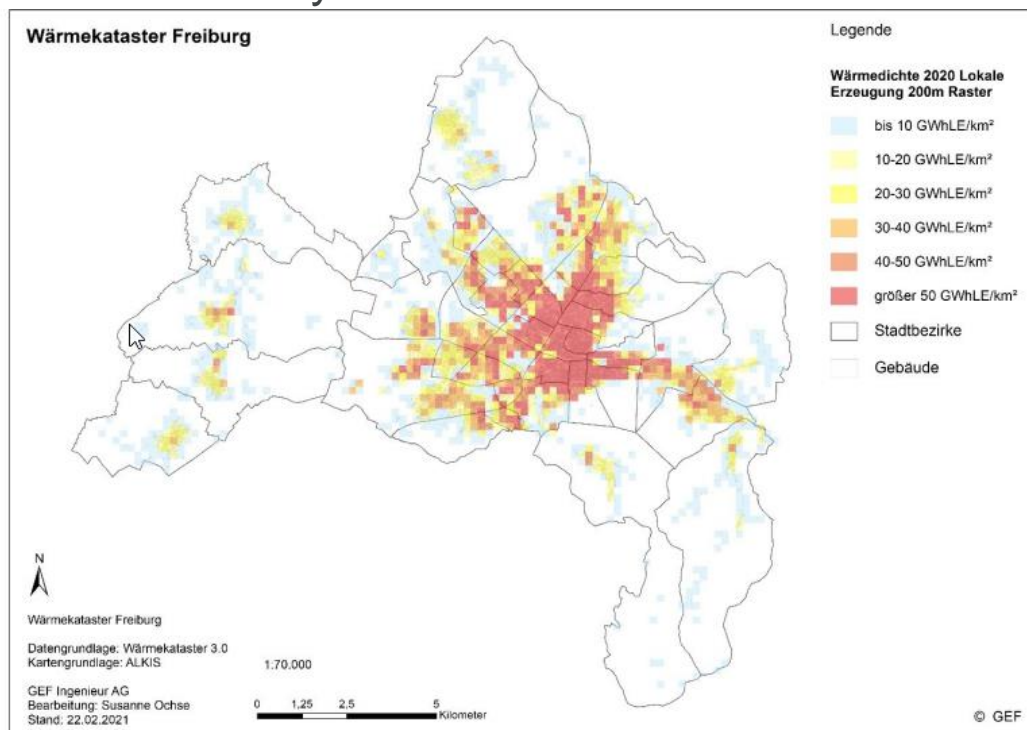 Wärmekataster Freiburg
Legende
Wärmedichte 2020 Lokale
Erzeugung 200m Raster
bis 10 GWhLE/km²
10-20 GWhLE/km²
20-30 GWhLE/km²
30-40 GWhLE/km²
40-50 GWhLE/km²
größer 50 GWhLE/km²
Stadtbezirke
Gebäude
N
Wärmekataster Freiburg
Datengrundlage: Wärmekataster 3.0
Kartengrundlage: ALKIS
1:70.000
GEF Ingenieur AG
Bearbeitung: Susanne Ochse
Stand: 22.02.2021
0 1,25 2,5 5
Kilometer
© GEF